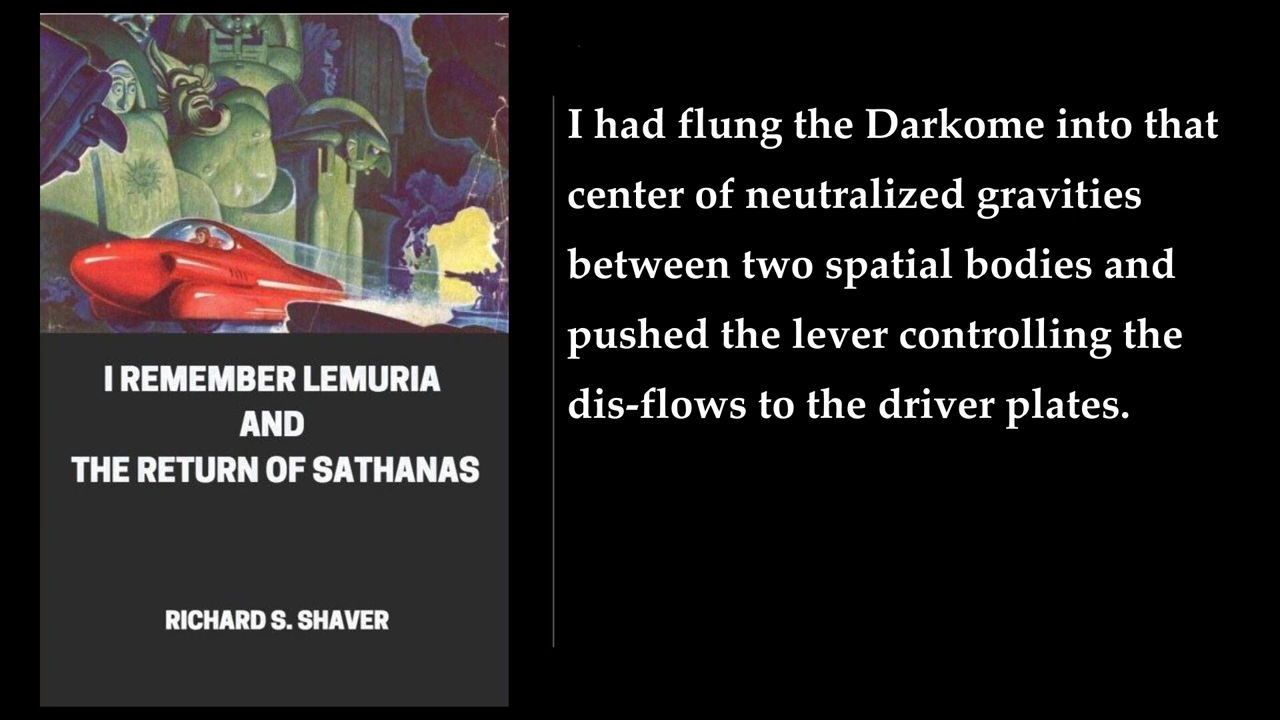 I REMEMBER LEMURIA
AND
THE RETURN OF SATHANAS
RICHARD S. SHAVER
I had flung the Darkome into that
center of neutralized gravities
between two spatial bodies and
pushed the lever controlling the
dis-flows to the driver plates.